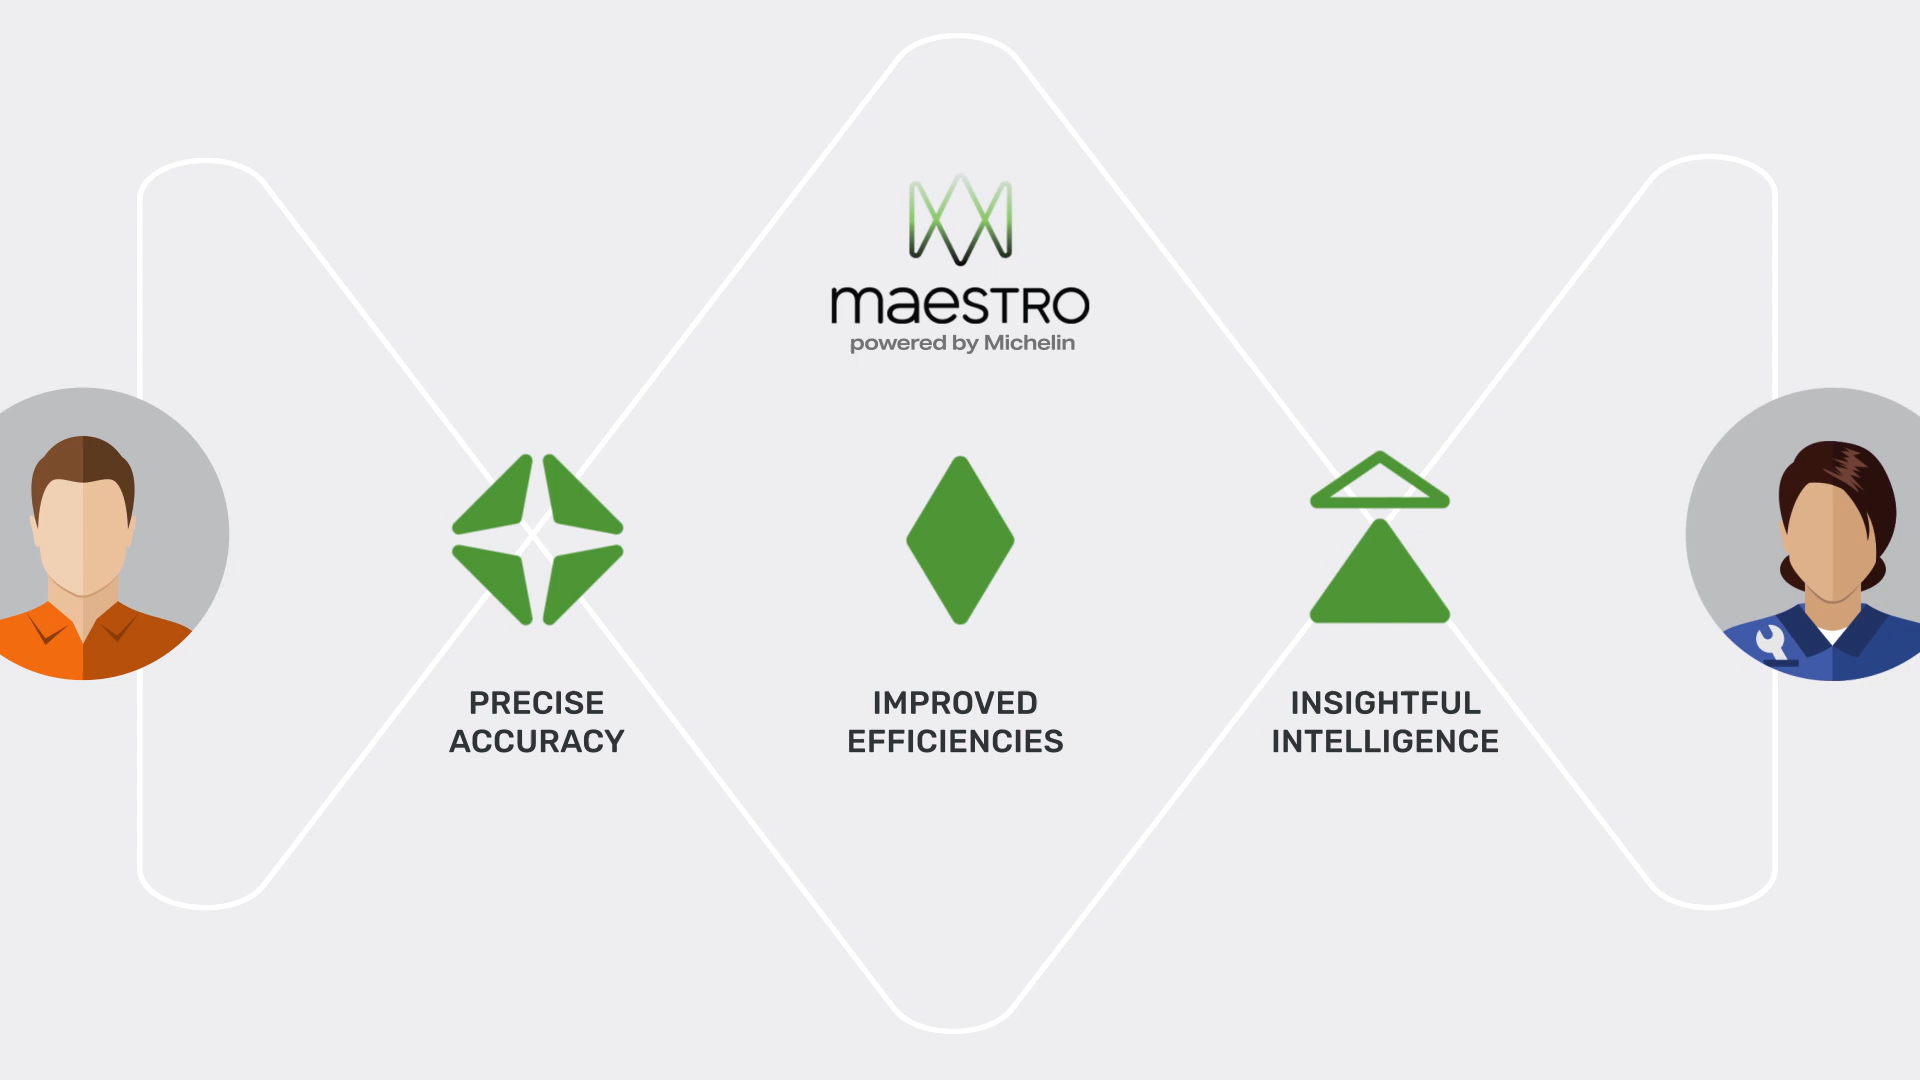 maestro
powered by Michelin
PRECISE
ACCURACY
IMPROVED
EFFICIENCIES
INSIGHTFUL
INTELLIGENCE